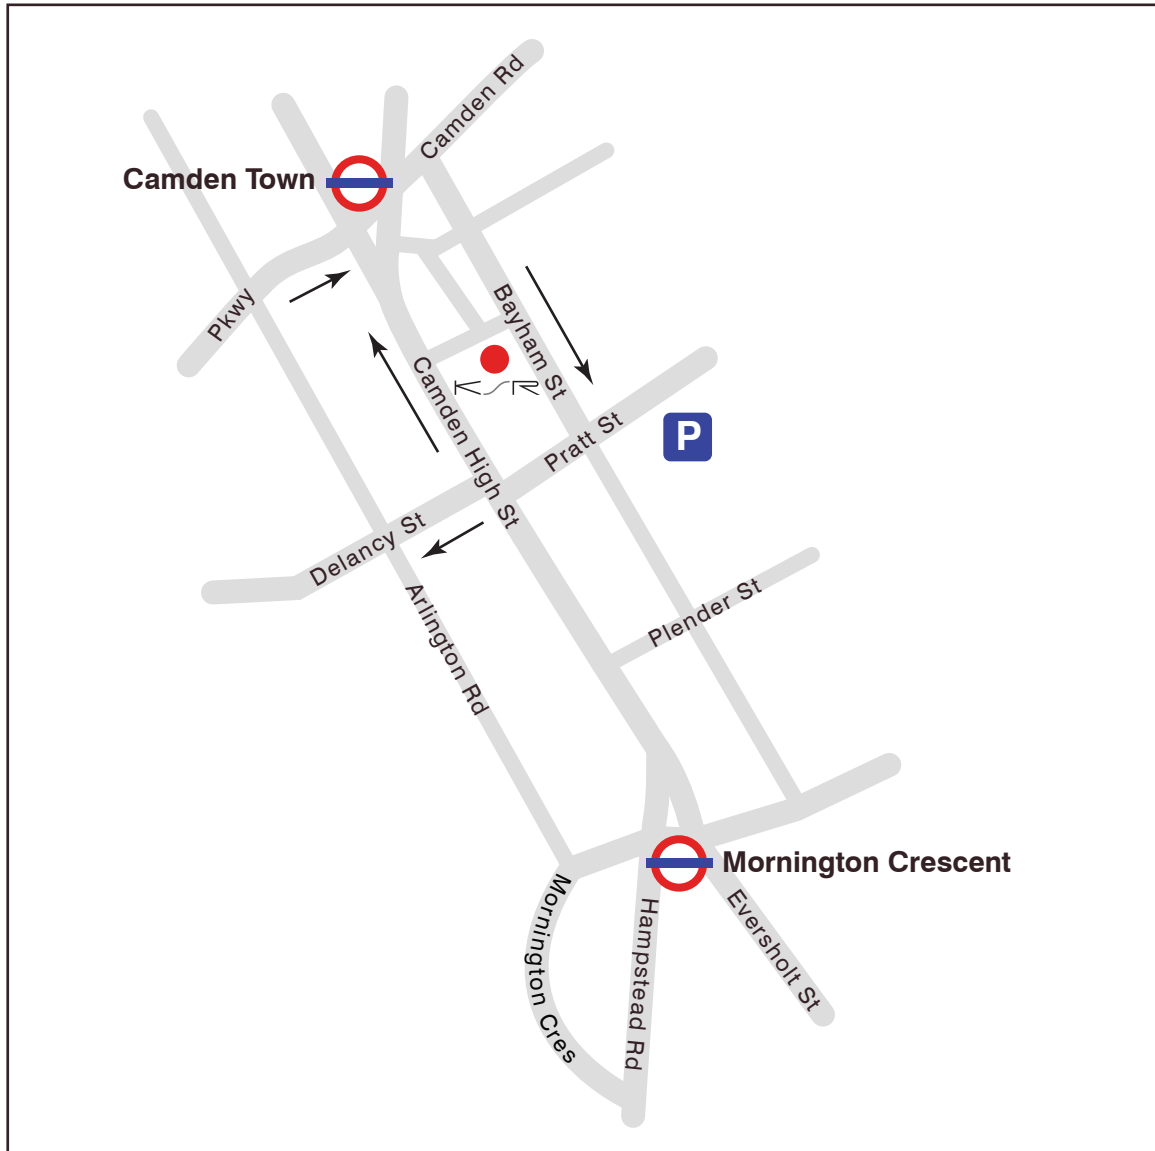 Camden Rd
Camden Town
Pkwy
Bayham St
KSR
Camden High St
Pratt St
P
Delancy St
Arlington Rd
Plender St
Mornington Crescent
Mornington Cres
Hampstead Rd
Eversholt St